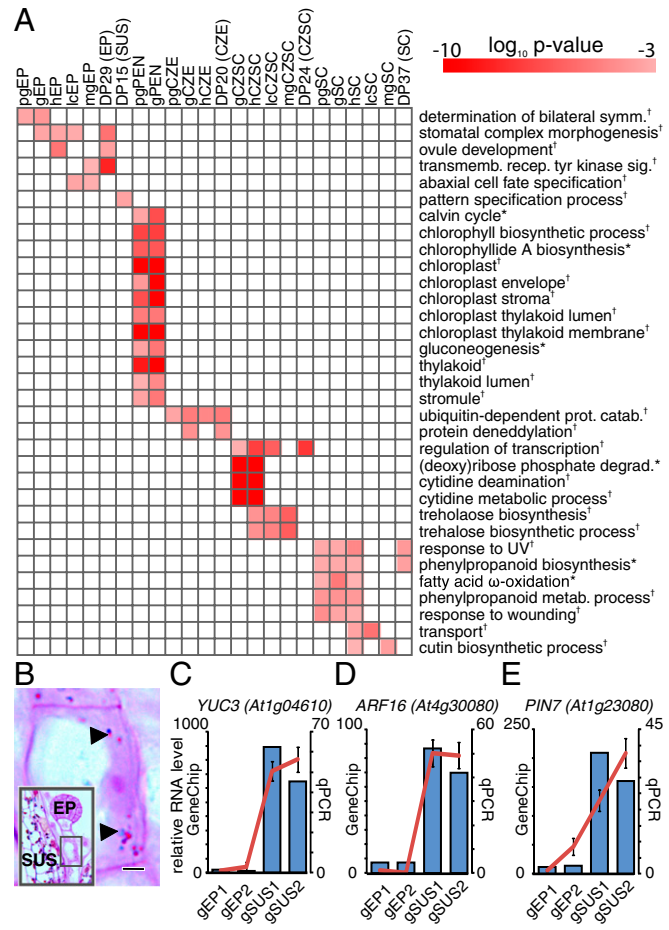 A
log10 p-value
-10
-3
pgEP
gEP
hEP
lcEP
mgEP
DP29 (EP)
DP15 (SUS)
pgPEN
gPEN
pgCZE
gCZE
hCZE
DP20 (CZE)
gCZSC
hCZSC
lcCZSC
mgCZSC
DP24 (CZSC)
pgSC
gSC
hSC
lcSC
mgSC
DP37 (SC)
determination of bilateral symm.†
stomatal complex morphogenesis†
ovule development†
transmemb. recep. tyr kinase sig.†
abaxial cell fate specification†
pattern specification process†
calvin cycle*
chlorophyll biosynthetic process†
chlorophyllide A biosynthesis*
chloroplast†
chloroplast envelope†
chloroplast stroma†
chloroplast thylakoid lumen†
chloroplast thylakoid membrane†
gluconeogenesis*
thylakoid†
thylakoid lumen†
stromule†
ubiquitin-dependent prot. catab.†
protein deneddylation†
regulation of transcription†
(deoxy)ribose phosphate degrad.*
cytidine deamination†
cytidine metabolic process†
treholaose biosynthesis†
trehalose biosynthetic process†
response to UV†
phenylpropanoid biosynthesis*
fatty acid ω-oxidation*
phenylpropanoid metab. process†
response to wounding†
transport†
cutin biosynthetic process†
B
EP
SUS
C
YUC3 (At1g04610)
1000
0
relative RNA level
GeneChip
70
0
qPCR
gEP1
gEP2
gSUS1
gSUS2
D
ARF16 (At4g30080)
100
0
GeneChip
60
0
qPCR
gEP1
gEP2
gSUS1
gSUS2
E
PIN7 (At1g23080)
250
0
GeneChip
45
0
qPCR
gEP1
gEP2
gSUS1
gSUS2